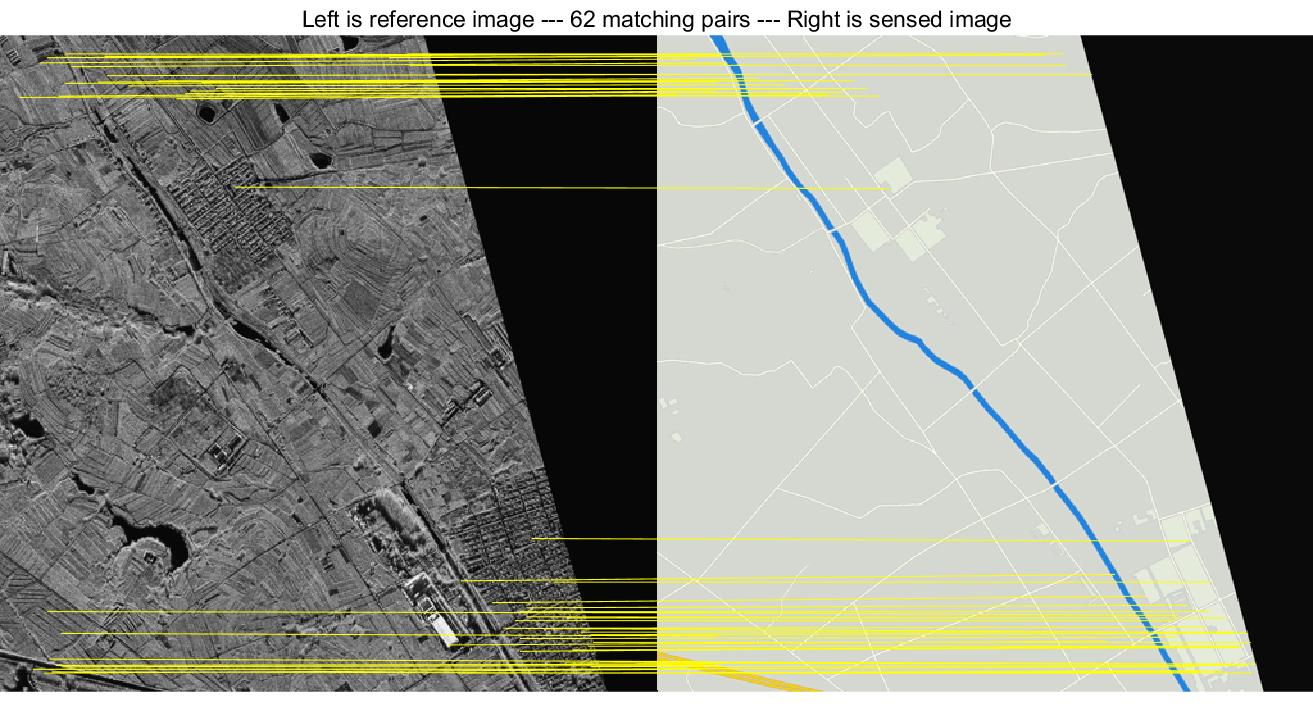 Left is reference image --- 62 matching pairs --- Right is sensed image